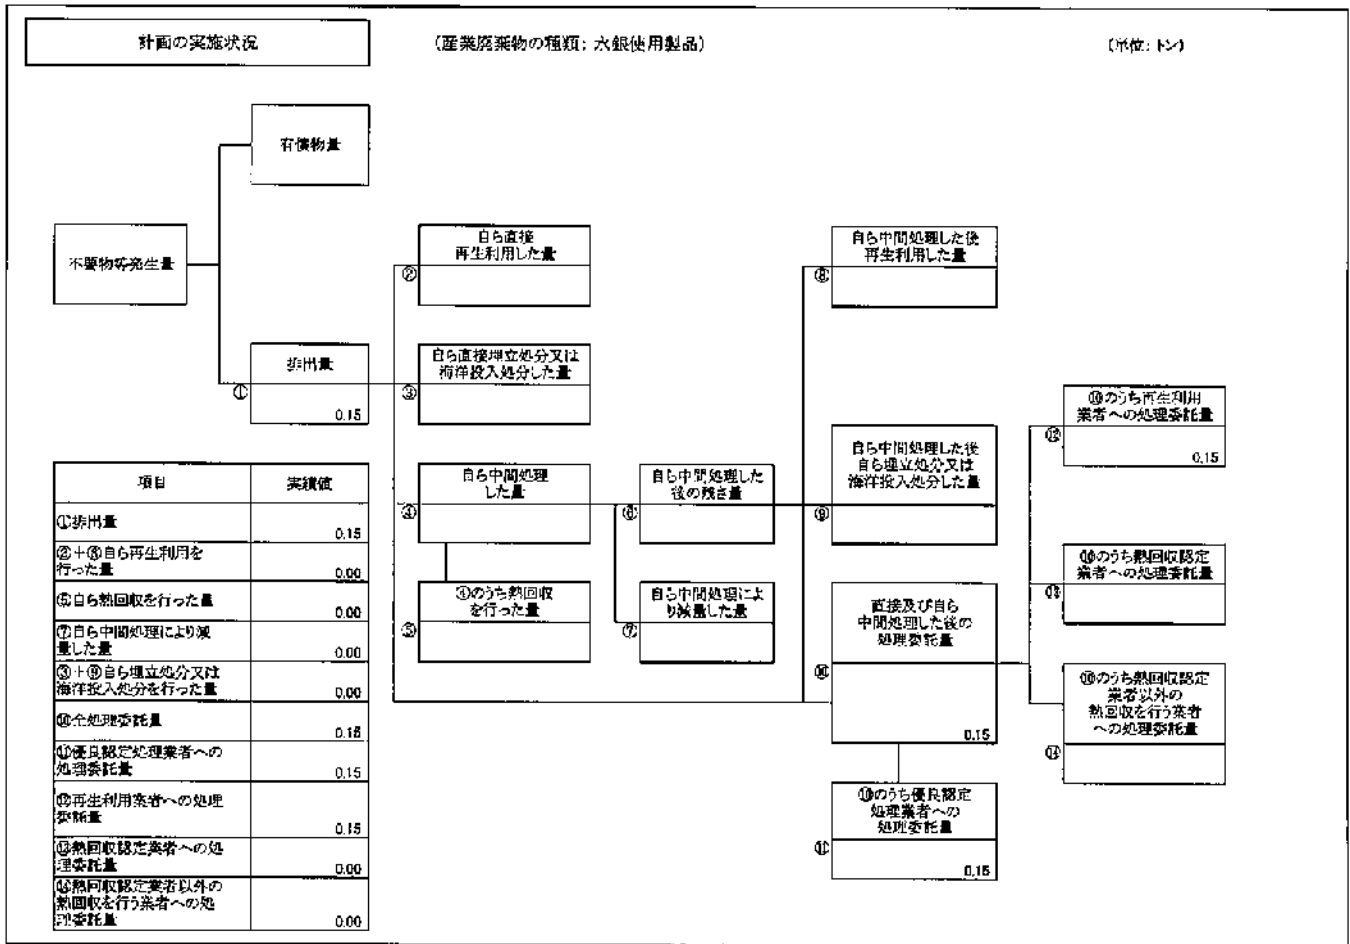 計画の実施状況
(産業廃棄物の種類: 水銀使用製品)
(単位: トン)
有償物量
不要物等発生量
排出量
①
0.15
自ら直接
再生利用した量
②
自ら直接埋立処分又は
海洋投入処分した量
③
自ら中間処理
した量
④
④のうち熱回収
を行った量
⑤
自ら中間処理した
後の残さ量
⑥
自ら中間処理によ
り減量した量
⑦
自ら中間処理した後
再生利用した量
⑧
自ら中間処理した後
自ら埋立処分又は
海洋投入処分した量
⑨
直接及び自ら
中間処理した後の
処理委託量
⑩
0.15
⑩のうち優良認定
処理業者への
処理委託量
⑪
0.15
⑩のうち再生利用
業者への処理委託量
⑫
0.15
⑩のうち熱回収認定
業者への処理委託量
⑬
⑩のうち熱回収認定
業者以外の
熱回収を行う業者
への処理委託量
⑭
項目 実績値
①排出量 0.15
②+⑧自ら再生利用を
行った量 0.00
⑤自ら熱回収を行った量 0.00
⑦自ら中間処理により減
量した量 0.00
③+⑨自ら埋立処分又は
海洋投入処分を行った量 0.00
⑩全処理委託量 0.15
⑪優良認定処理業者への
処理委託量 0.15
⑫再生利用業者への処理
委託量 0.15
⑬熱回収認定業者への処
理委託量 0.00
⑭熱回収認定業者以外の
熱回収を行う業者への処
理委託量 0.00